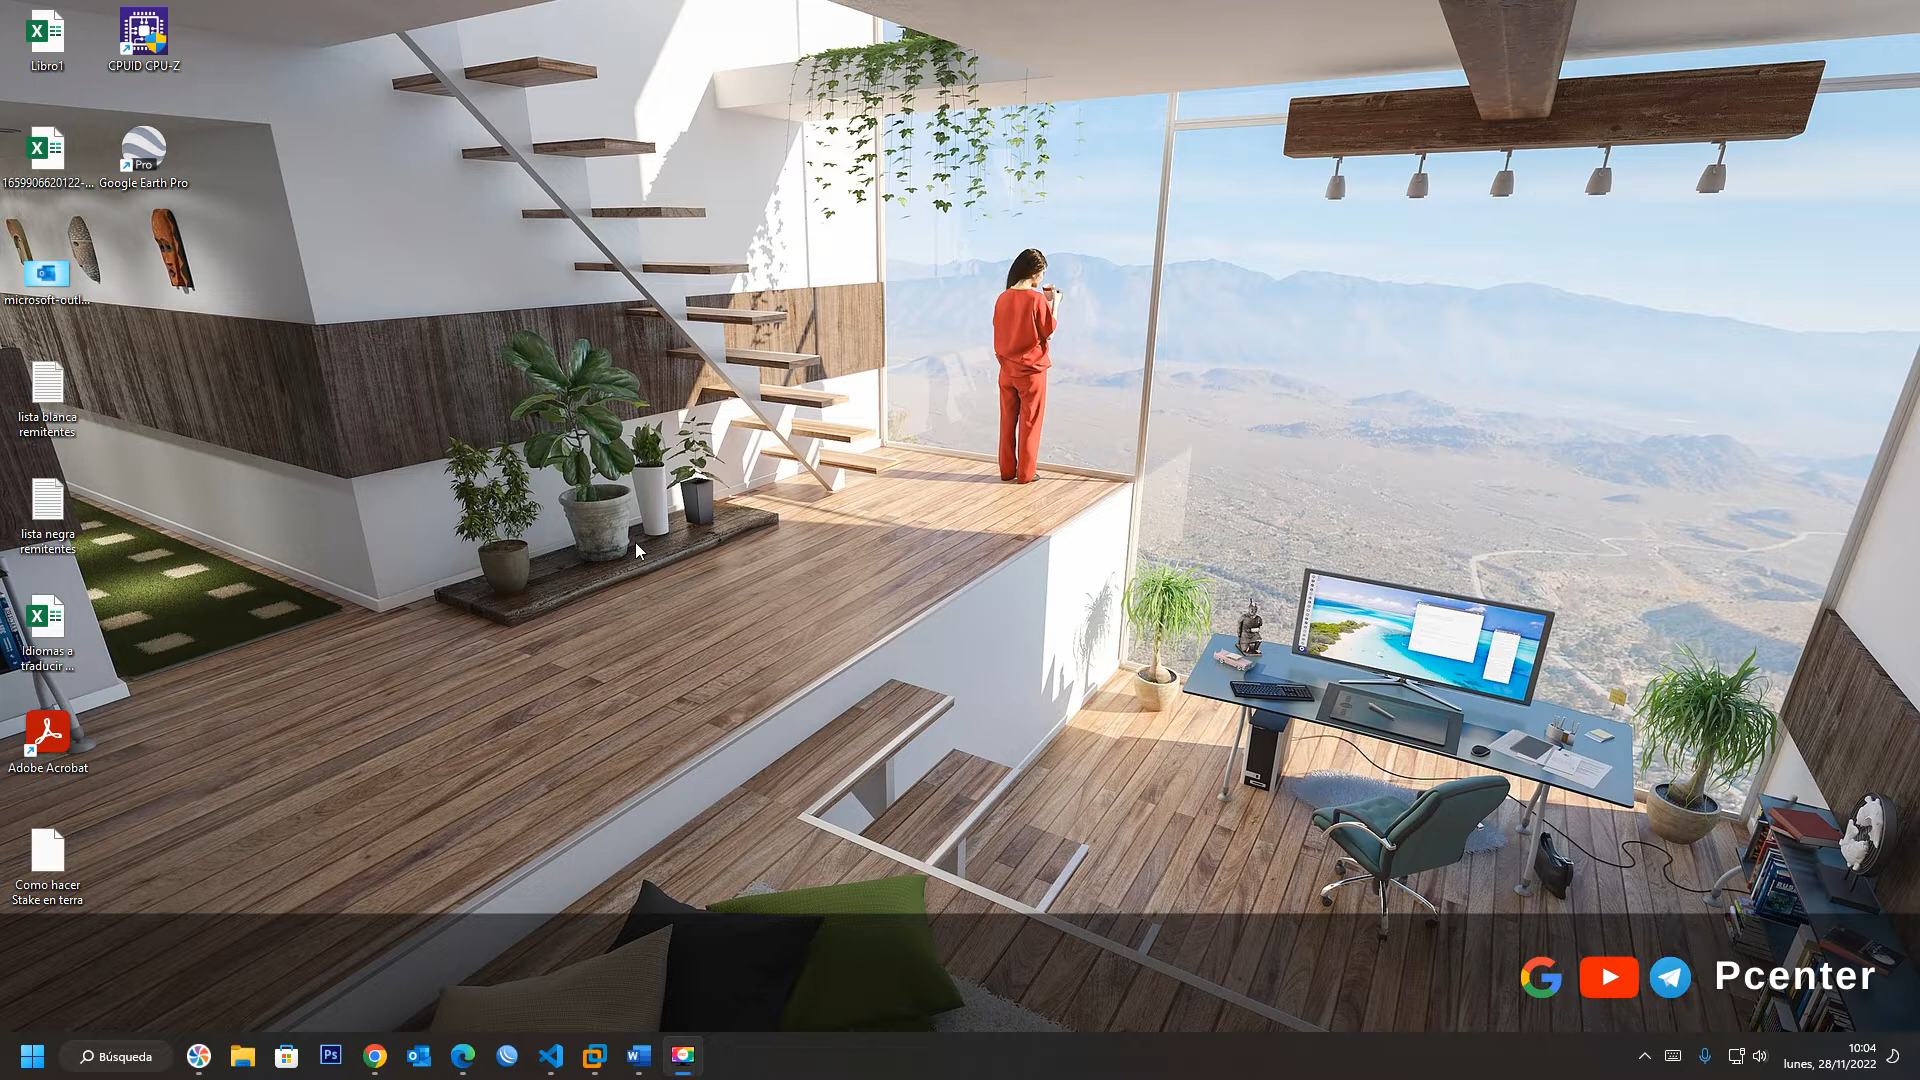 Libro1
CPUID CPU-Z
1659906620122-...
Pro
Google Earth Pro
microsoft-outl...
lista blanca
remitentes
lista negra
remitentes
Idiomas a
traducir ...
Adobe Acrobat
Como hacer
Stake en terra
Pcenter
Búsqueda
Ps
10:04
lunes, 28/11/2022